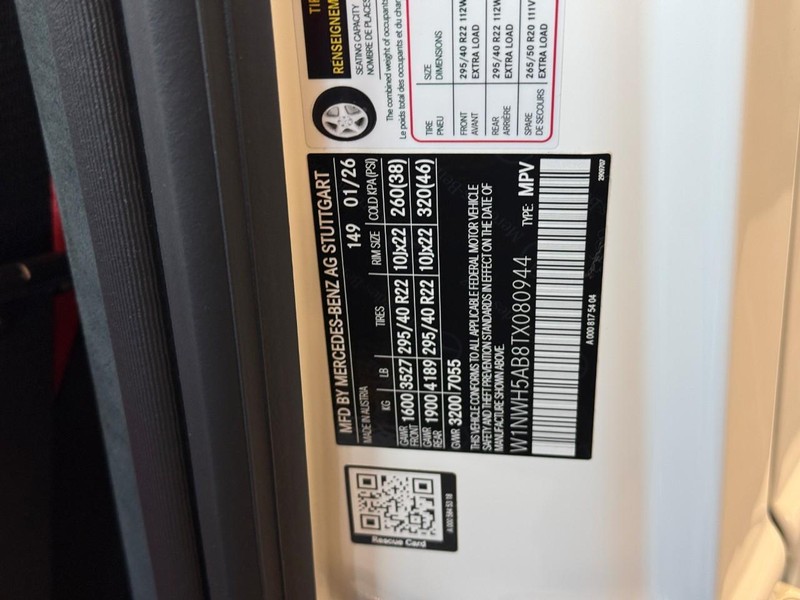 TIR
RENSEIGNEM
SEATING CAPACITY
NOMBRE DE PLACES
The combined weight of occupants
Le poids total des occupants et du char
TIRE SIZE
PNEU DIMENSIONS
FRONT 295/40 R22 112W
AVANT EXTRA LOAD
REAR 295/40 R22 112W
ARRIÈRE EXTRA LOAD
SPARE 265/50 R20 111V
DE SECOURS EXTRA LOAD
MFD BY MERCEDES-BENZ AG STUTTGART
MADE IN AUSTRIA 149 01/26
KG LB TIRES RIM SIZE COLD KPA(PSI)
GAWR FRONT 1600 3527 295/40 R22 10Jx22 260(38)
GAWR REAR 1900 4189 295/40 R22 10Jx22 320(46)
GVWR 3200 7055
THIS VEHICLE CONFORMS TO ALL APPLICABLE FEDERAL MOTOR VEHICLE
SAFETY AND THEFT PREVENTION STANDARDS IN EFFECT ON THE DATE OF
MANUFACTURE SHOWN ABOVE.
W1NWH5AB8TX080944 TYPE: MPV
A 000 817 54 04
Rescue Card